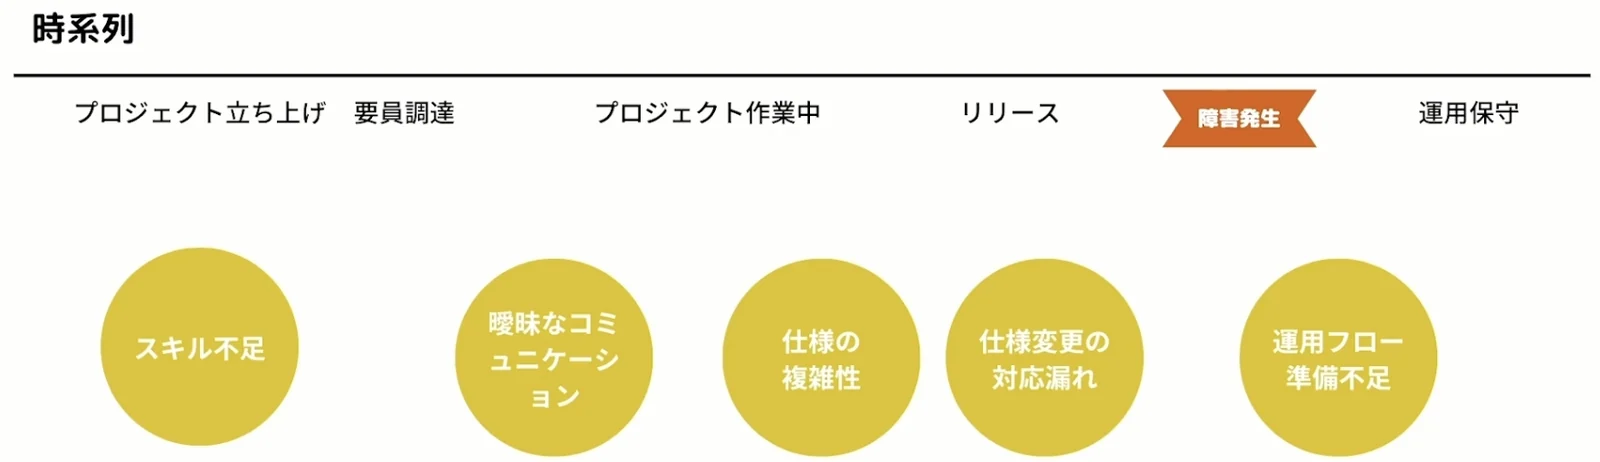 時系列
プロジェクト立ち上げ 要員調達 プロジェクト作業中 リリース 障害発生 運用保守
スキル不足
曖昧なコミ
ュニケーシ
ョン
仕様の
複雑性
仕様変更の
対応漏れ
運用フロー
準備不足